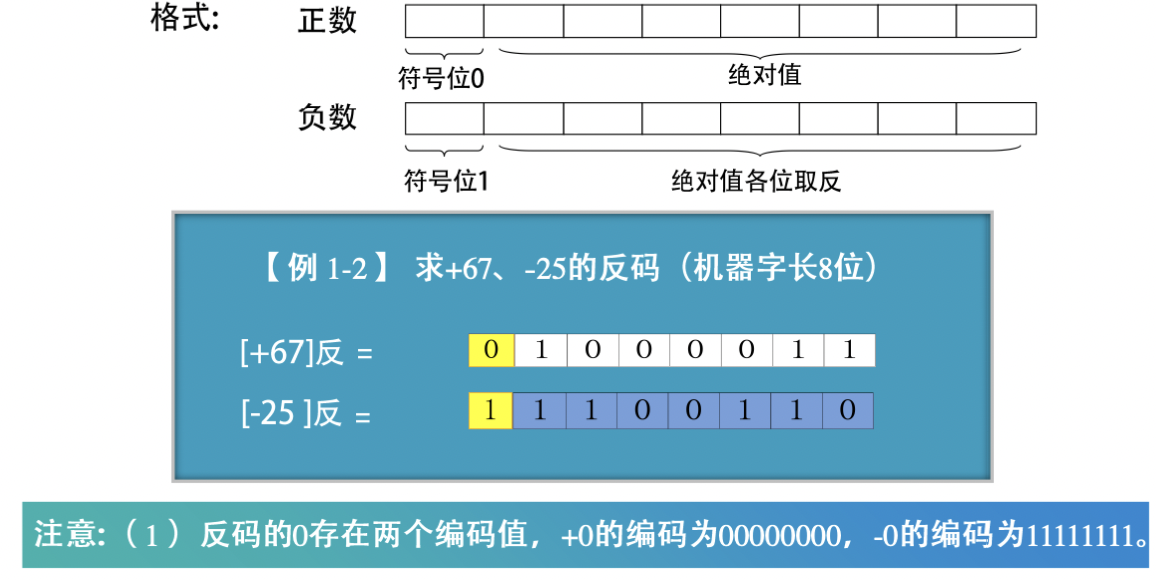 格式: 正数
符号位0 绝对值
负数
符号位1 绝对值各位取反
【例 1-2】 求+67、-25的反码（机器字长8位）
[+67]反 = 0 1 0 0 0 0 1 1
[-25 ]反 = 1 1 1 0 0 1 1 0
注意:（1）反码的0存在两个编码值，+0的编码为00000000，-0的编码为11111111。